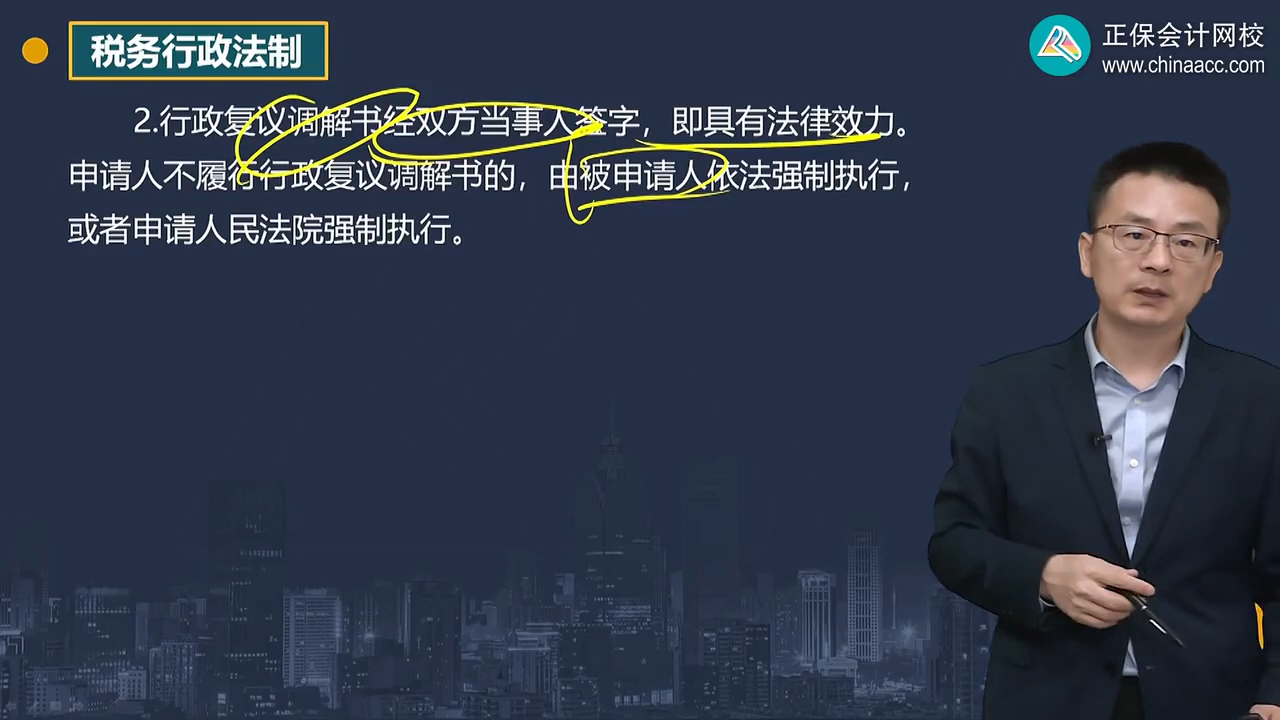 税务行政法制
正保会计网校
www.chinaacc.com
2.行政复议调解书经双方当事人签字，即具有法律效力。
申请人不履行行政复议调解书的，由被申请人依法强制执行，
或者申请人民法院强制执行。